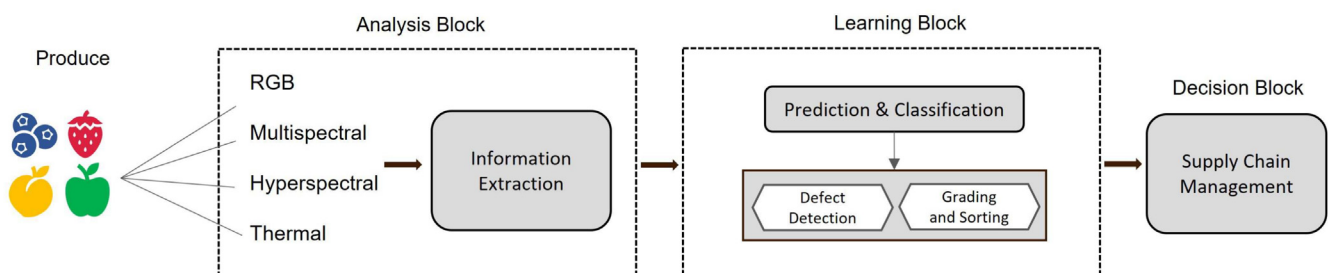 Produce
Analysis Block
RGB
Multispectral
Hyperspectral
Thermal
Information
Extraction
Learning Block
Prediction & Classification
Defect
Detection
Grading
and Sorting
Decision Block
Supply Chain
Management